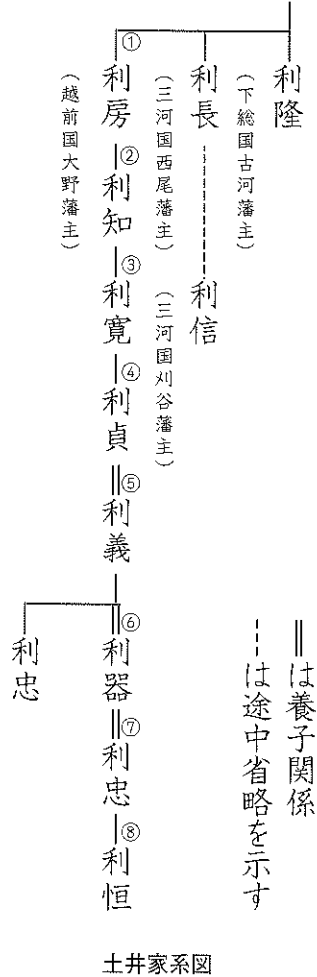 利隆
（下総国古河藩主）
利長
（三河国西尾藩主）
利信
（三河国刈谷藩主）
①
利房
（越前国大野藩主）
②
利知
③
利寛
④
利貞
⑤
利義
⑥
利器
⑦
利忠
⑧
利恒
利忠
‖は養子関係
---は途中省略を示す
土井家系図